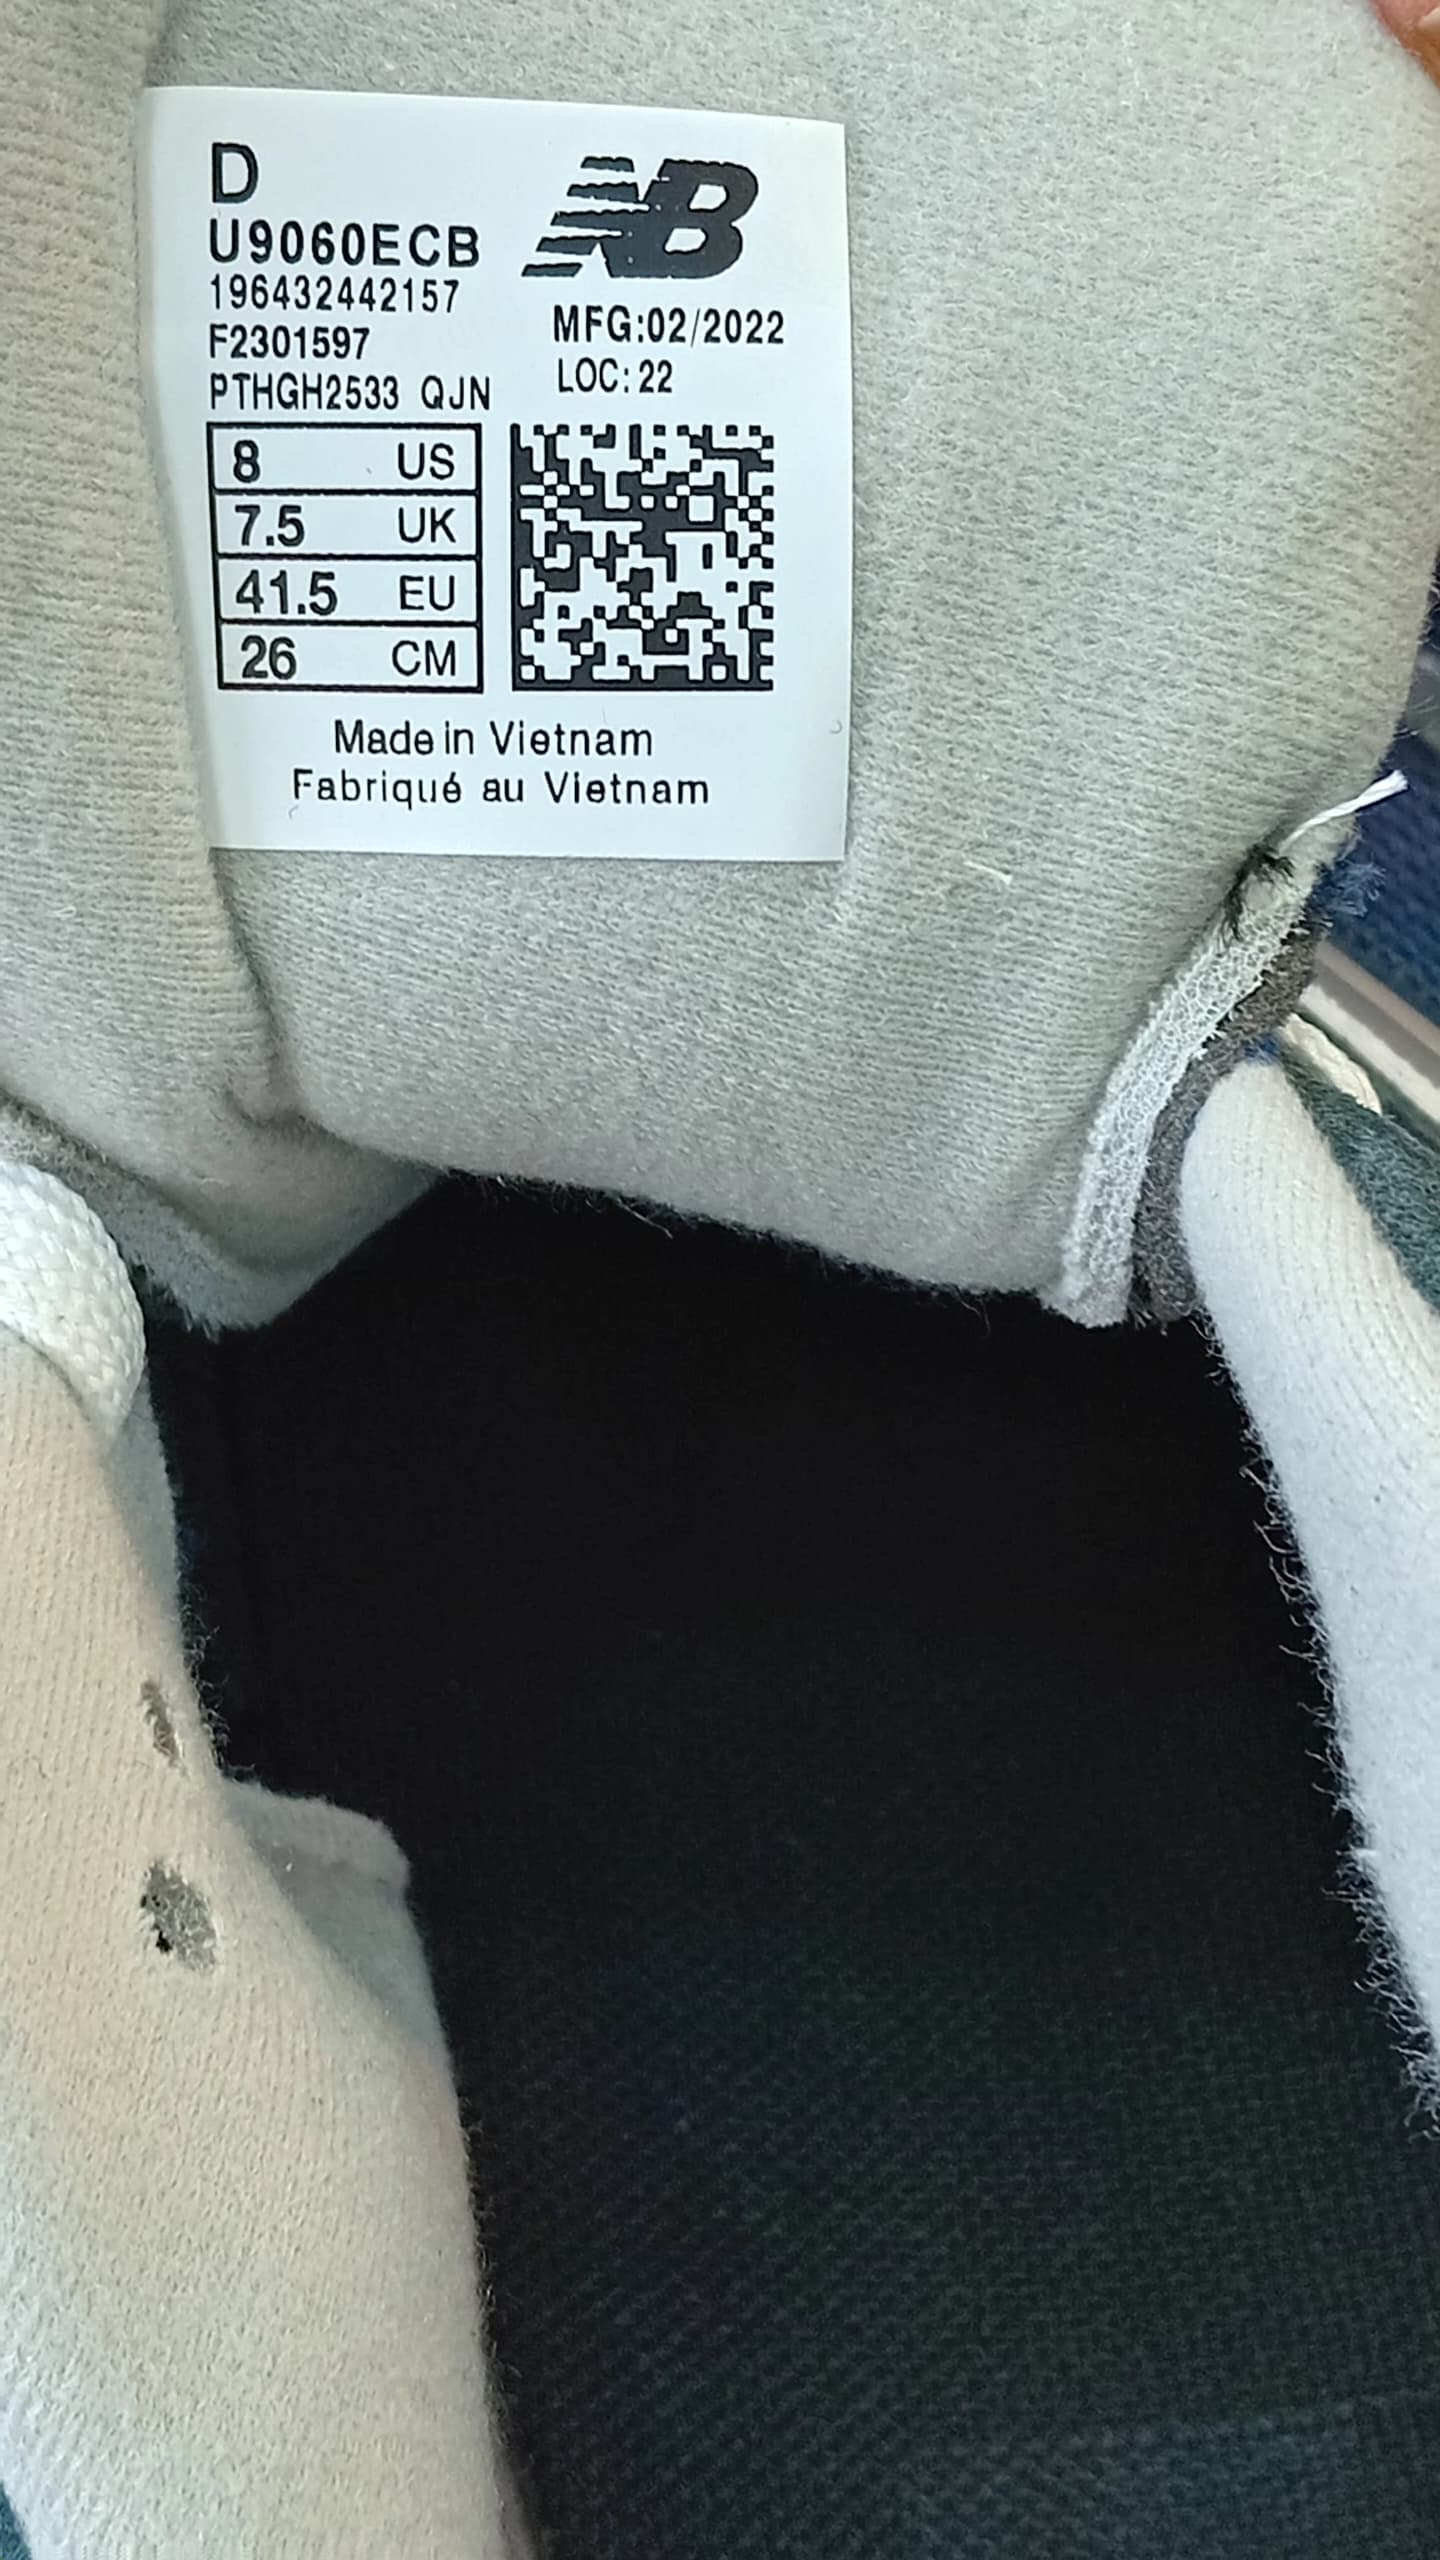 D
NB
U9060ECB
196432442157
F2301597
MFG:02/2022
PTHGH2533 QJN
LOC:22
8 US
7.5 UK
41.5 EU
26 CM
Made in Vietnam
Fabriqué au Vietnam